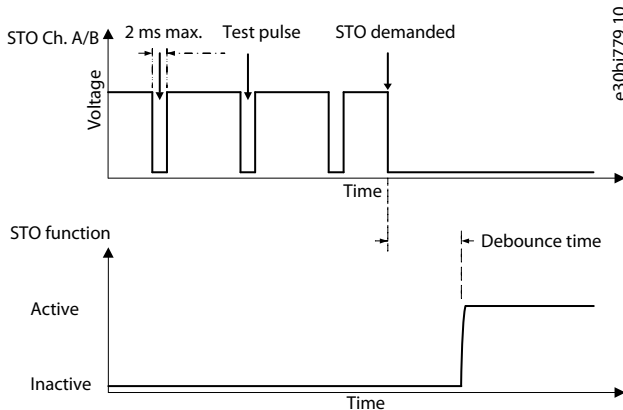 STO Ch. A/B
2 ms max.
Test pulse
STO demanded
e30bj779.10
Voltage
Time
STO function
Debounce time
Active
Inactive
Time